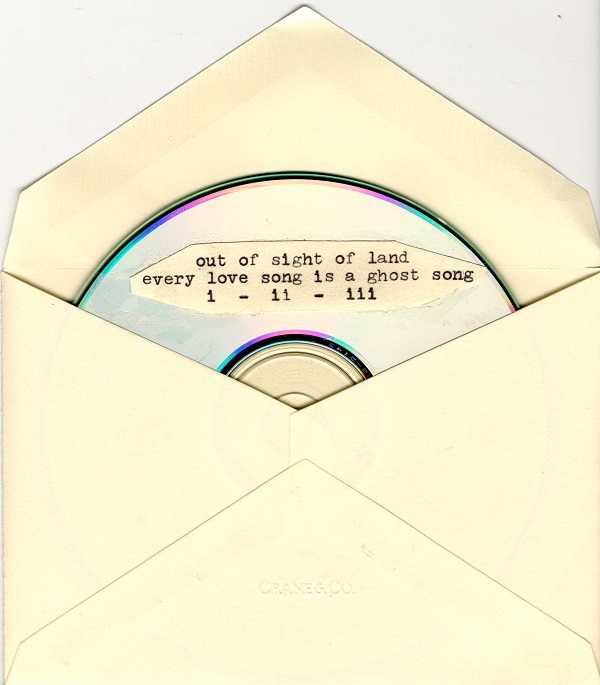 out of sight of land
every love song is a ghost song
i - ii - iii
CRANE & CO.